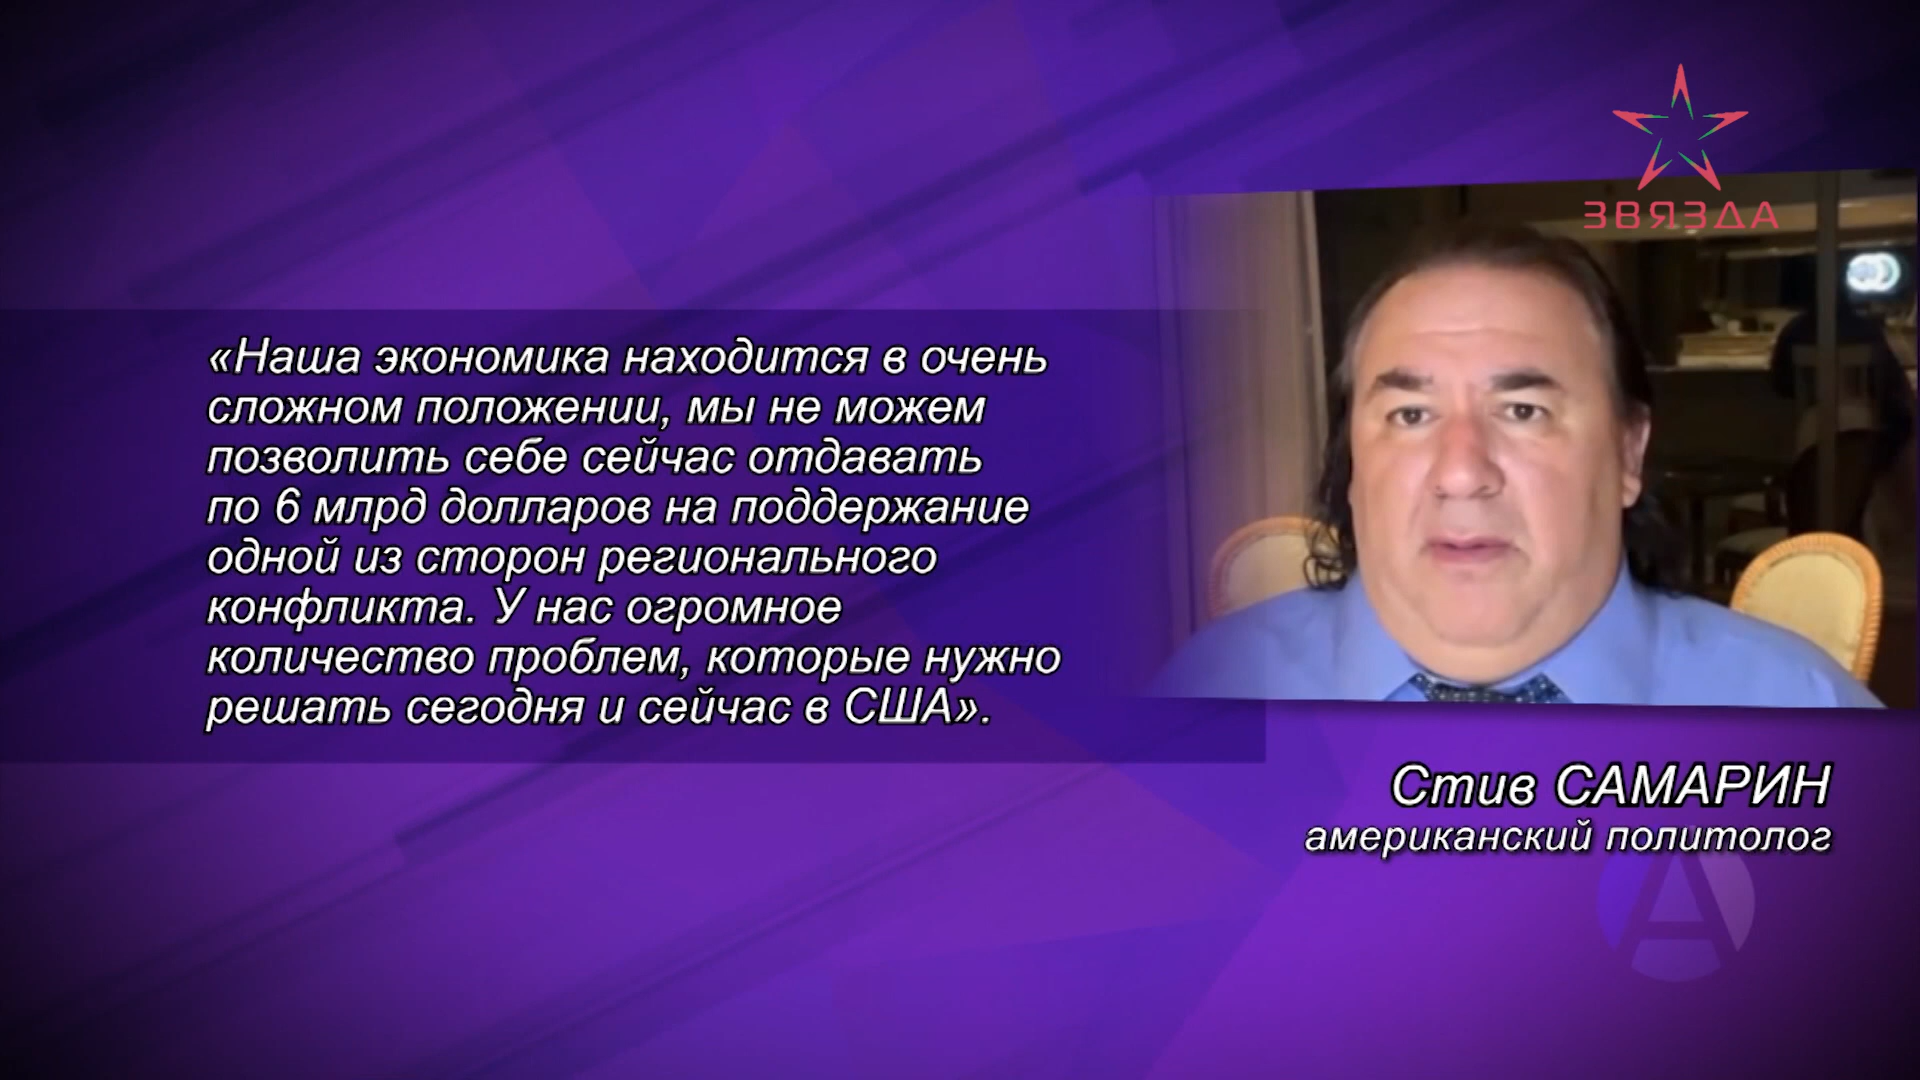 ЗВЯЗДА
«Наша экономика находится в очень
сложном положении, мы не можем
позволить себе сейчас отдавать
по 6 млрд долларов на поддержание
одной из сторон регионального
конфликта. У нас огромное
количество проблем, которые нужно
решать сегодня и сейчас в США».
Стив САМАРИН
американский политолог
А